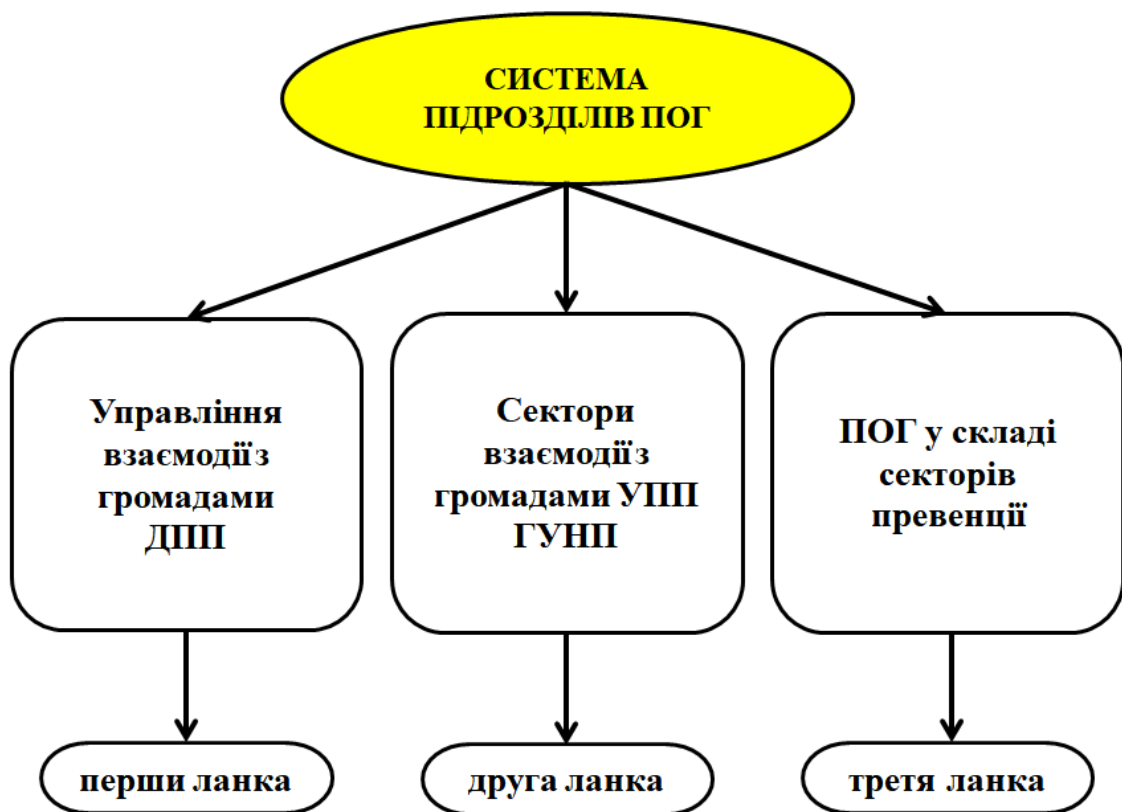 СИСТЕМА
ПІДРОЗДІЛІВ ПОГ
Управління
взаємодії з
громадами
ДПП
Сектори
взаємодії з
громадами УПП
ГУНП
ПОГ у складі
секторів
превенції
перши ланка
друга ланка
третя ланка